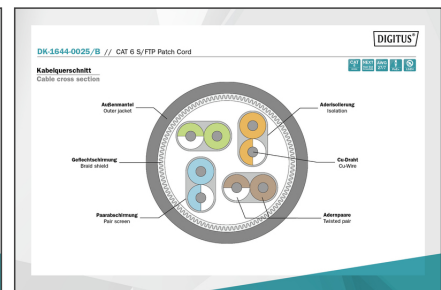 DIGITUS®
DK-1644-0025/B // CAT 6 S/FTP Patch Cord
Kabelquerschnitt
Cable cross section
Außenmantel
Outer jacket
Aderisolierung
Isolation
Geflechtschirmung
Braid shield
Cu-Draht
Cu-Wire
Paarabschirmung
Pair screen
Adernpaare
Twisted pair